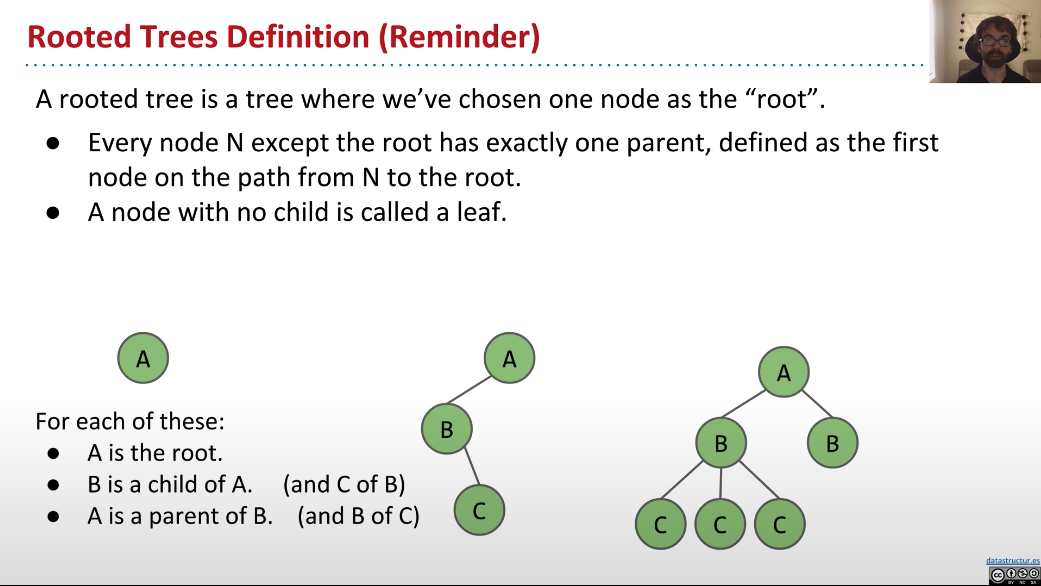 Rooted Trees Definition (Reminder)
A rooted tree is a tree where we’ve chosen one node as the “root”.
● Every node N except the root has exactly one parent, defined as the first
node on the path from N to the root.
● A node with no child is called a leaf.
A
For each of these:
● A is the root.
● B is a child of A. (and C of B)
● A is a parent of B. (and B of C)
A
B
C
A
B B
C C C
datastructur.es